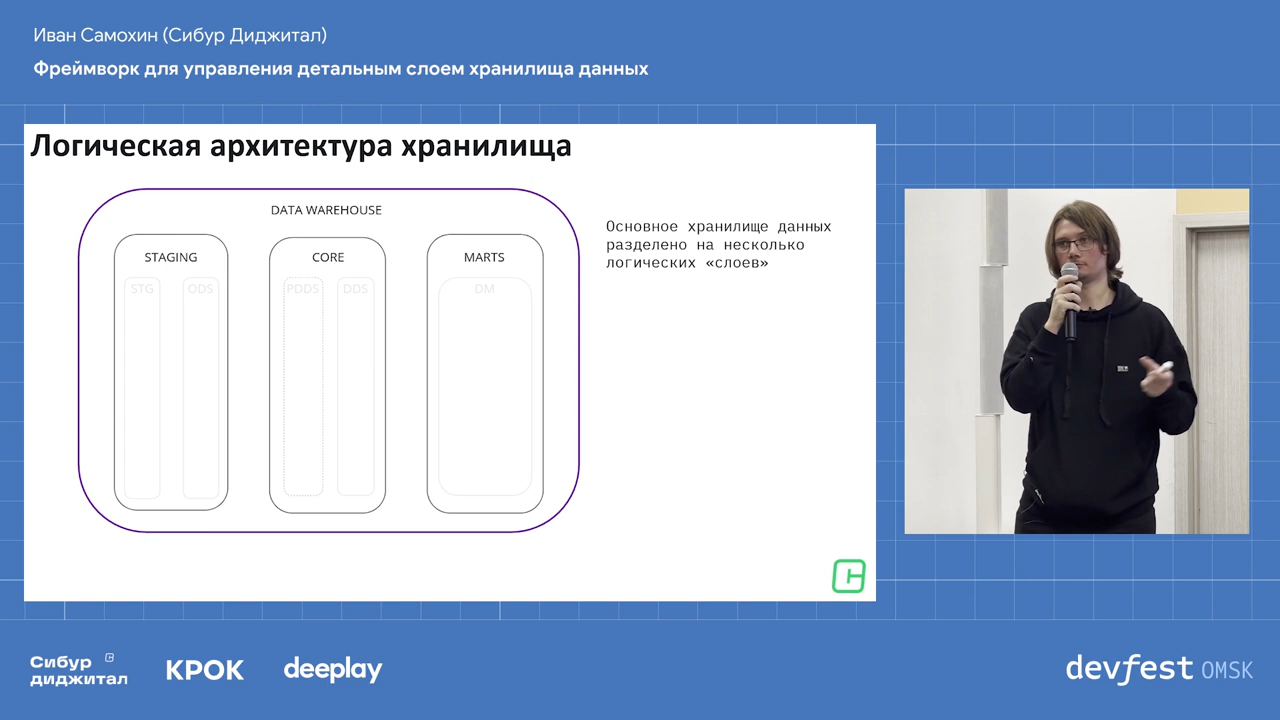 Иван Самохин (Сибур Диджитал)
Фреймворк для управления детальным слоем хранилища данных
Логическая архитектура хранилища
DATA WAREHOUSE
STAGING
CORE
MARTS
STG
ODS
PDDS
DDS
DM
Основное хранилище данных
разделено на несколько
логических «слоев»
Сибур
диджитал
КРОК
deeplay
devfest OMSK